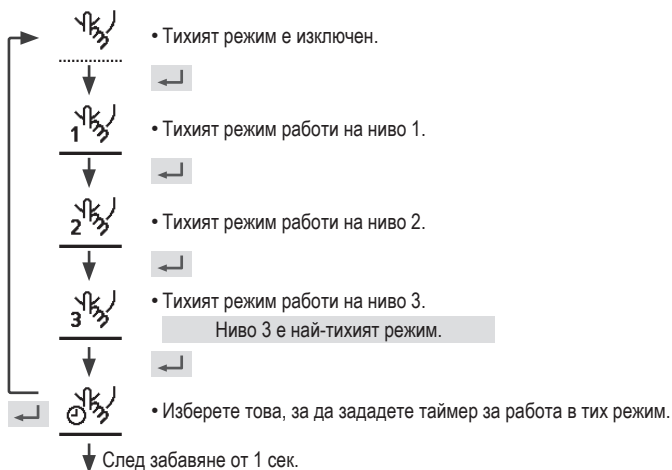 • Тихият режим е изключен.
1
• Тихият режим работи на ниво 1.
2
• Тихият режим работи на ниво 2.
3
• Тихият режим работи на ниво 3.
Ниво 3 е най-тихият режим.
• Изберете това, за да зададете таймер за работа в тих режим.
След забавяне от 1 сек.